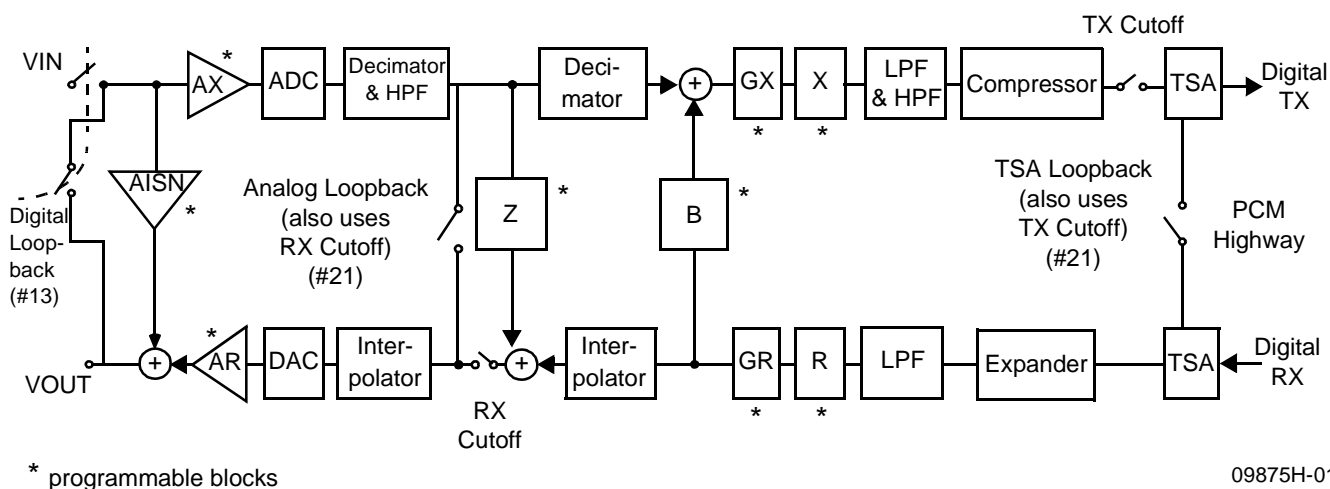 TX Cutoff
VIN
*
AX
ADC
Decimator
& HPF
Deci-
mator
+
GX
*
X
*
LPF
& HPF
Compressor
TSA
Digital
TX
AISN
*
Digital
Loop-
back
(#13)
Analog Loopback
(also uses
RX Cutoff)
(#21)
Z
*
B
*
TSA Loopback
(also uses
TX Cutoff)
(#21)
PCM
Highway
VOUT
+
*
AR
DAC
Inter-
polator
RX
Cutoff
+
Inter-
polator
GR
*
R
*
LPF
Expander
TSA
Digital
RX
* programmable blocks
09875H-01